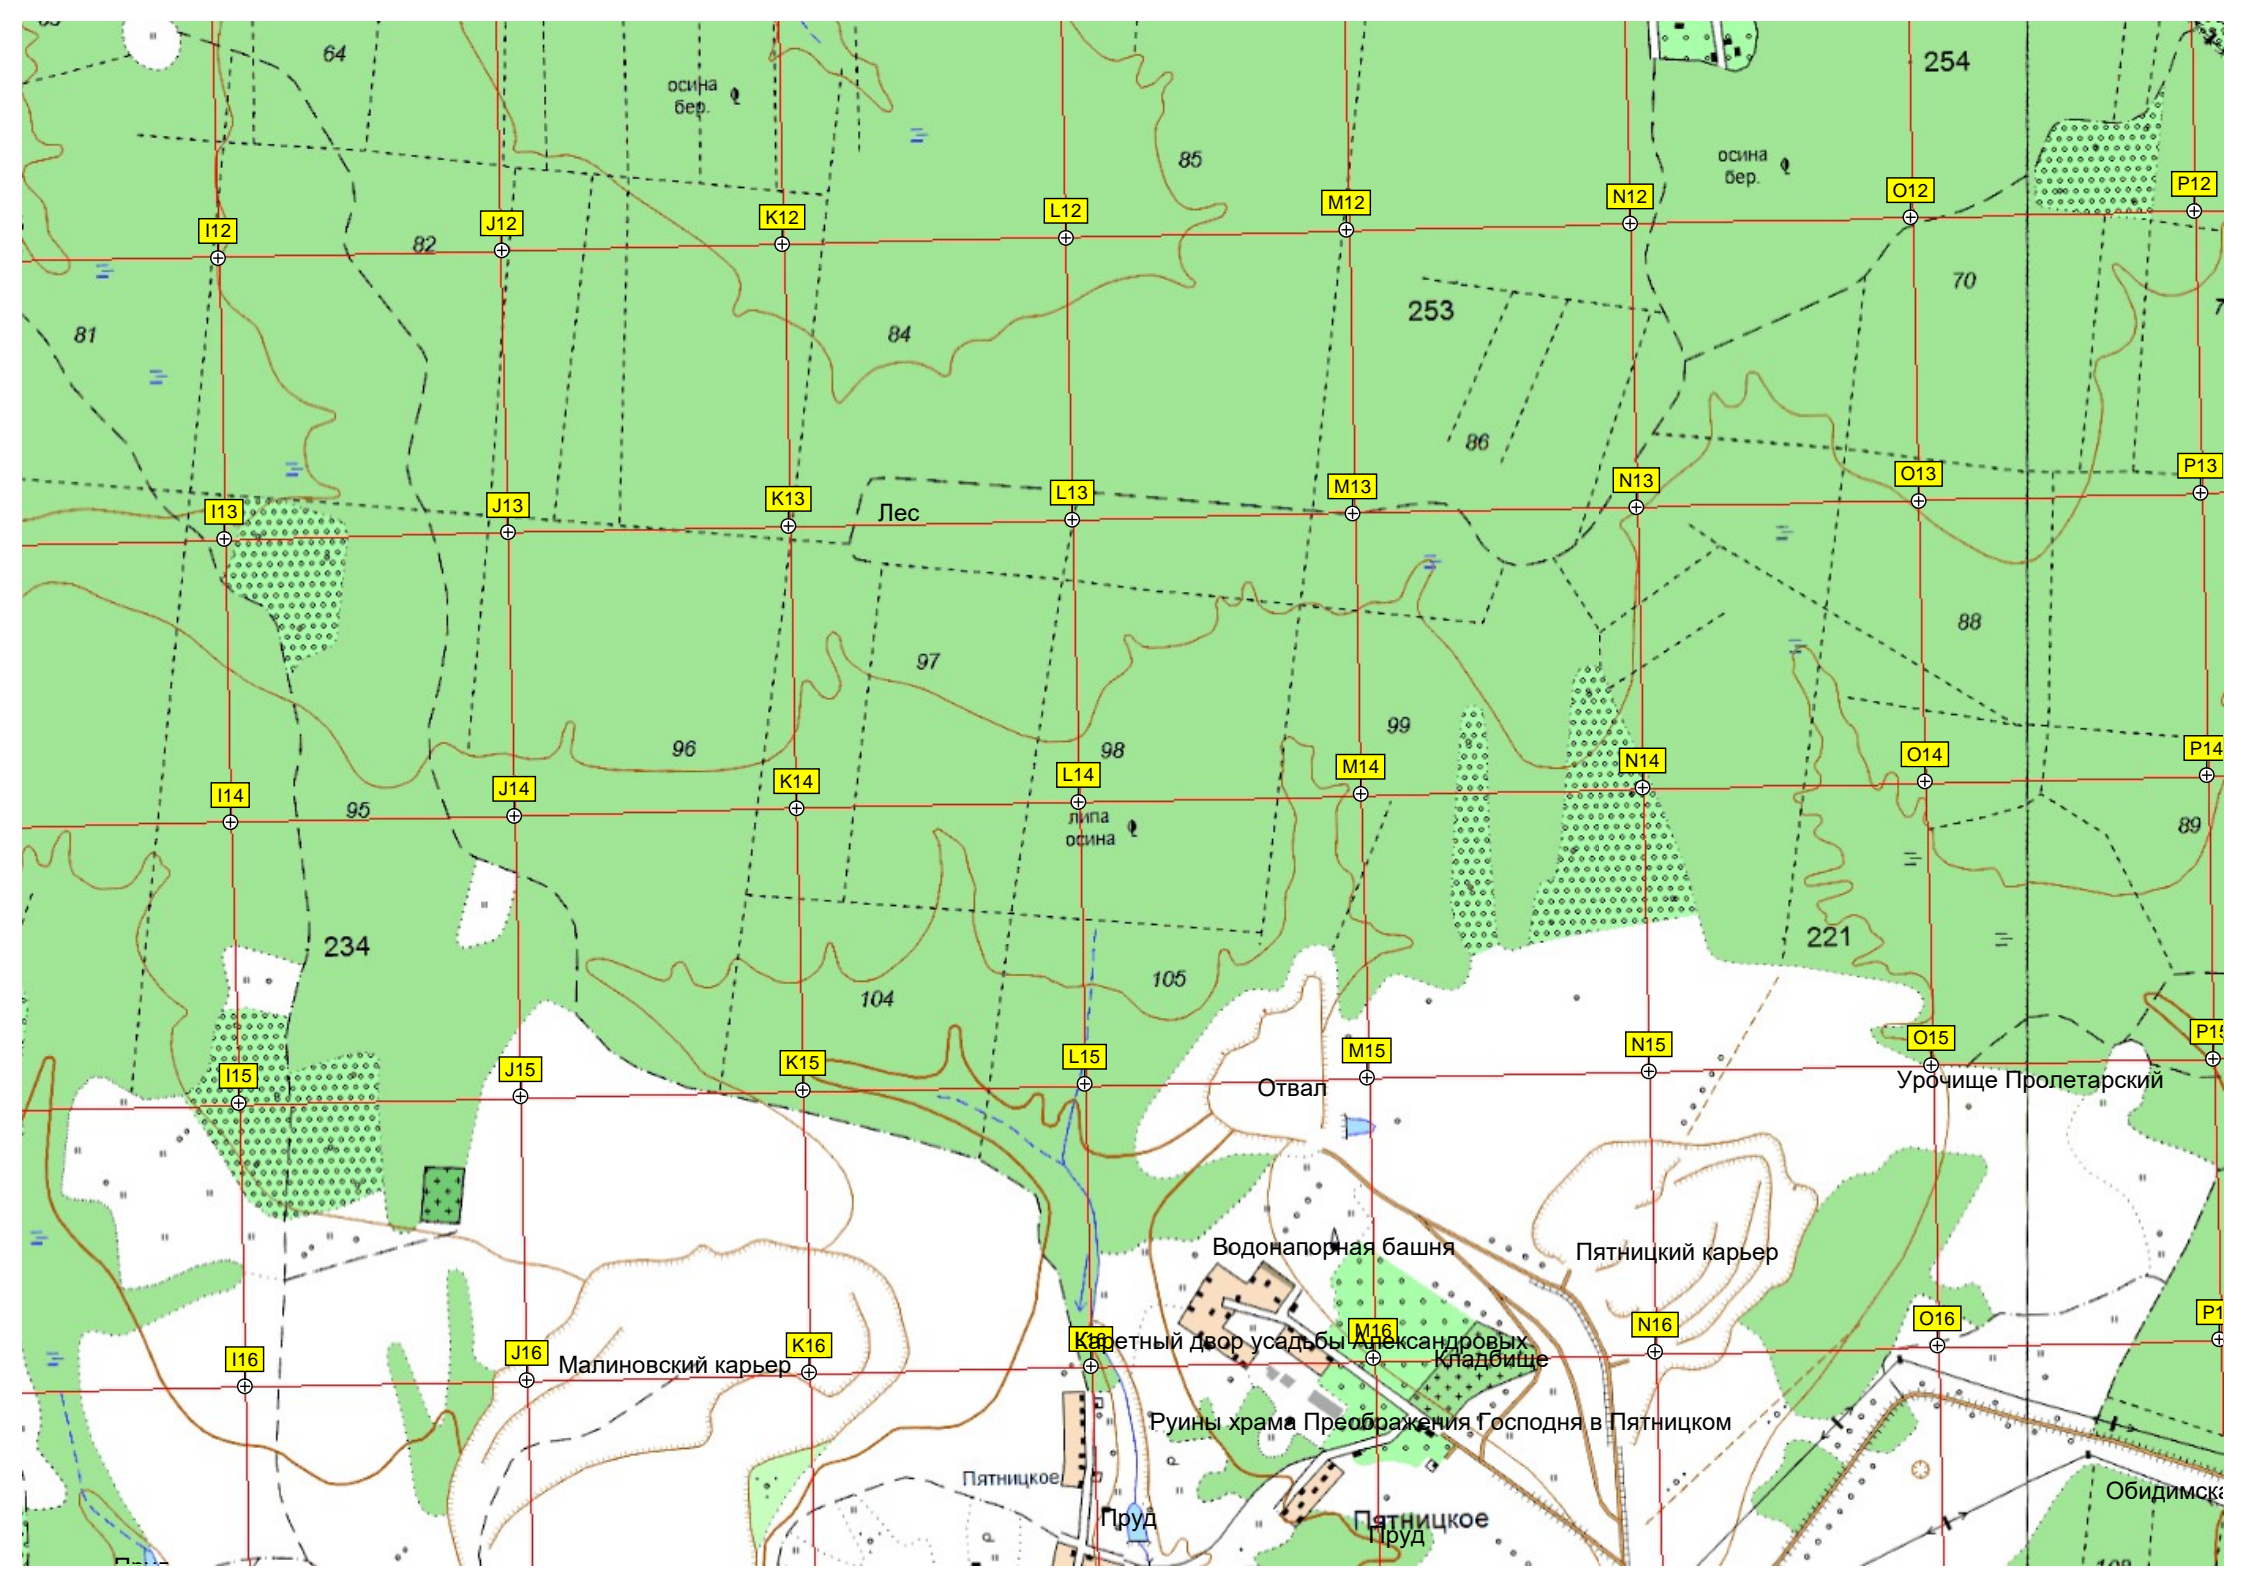 64
254
осина
бер.
85
осина
бер.
P12
O12
N12
M12
L12
K12
J12
I12
82
70
253
81
84
86
P13
O13
N13
M13
L13
K13
J13
I13
Лес
88
97
99
98
96
P14
O14
N14
M14
L14
K14
J14
I14
95
89
липа
осина
234
221
105
104
O15
N15
M15
L15
K15
J15
I15
Отвал
Урочище Пролетарский
Водонапорная башня
Пятницкий карьер
O16
N16
M16
Каретный двор усадьбы Александровых
K16
J16
I16
Малиновский карьер
Кладбище
Руины храма Преображения Господня в Пятницком
Пятницкое
Пруд
Пятницкое
Пруд